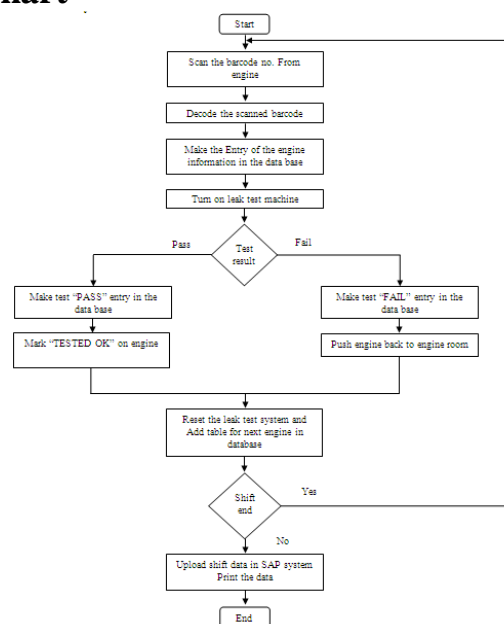 Start
Scan the barcode no. From
engine
Decode the scanned barcode
Make the Entry of the engine
information in the data base
Turn on leak test machine
Pass
Test
result
Fail
Make test “PASS” entry in the
data base
Make test “FAIL” entry in the
data base
Mark “TESTED OK” on engine
Push engine back to engine room
Reset the leak test system and
Add table for next engine in
database
Shift
end
Yes
No
Upload shift data in SAP system
Print the data
End